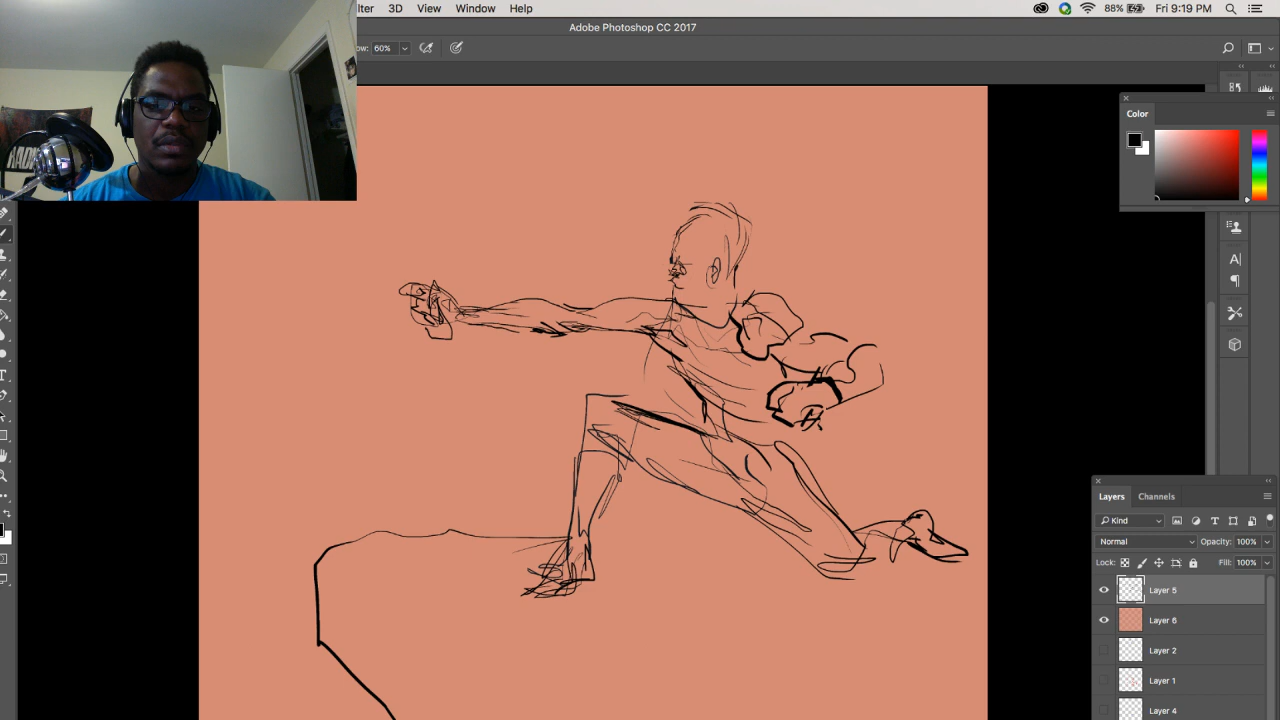 lter 3D View Window Help
88% Fri 9:19 PM
Adobe Photoshop CC 2017
ow: 60%
Color
A
T
Layers Channels
Kind
T
Normal Opacity: 100%
Lock: Fill: 100%
Layer 5
Layer 6
Layer 2
Layer 1
Layer 4